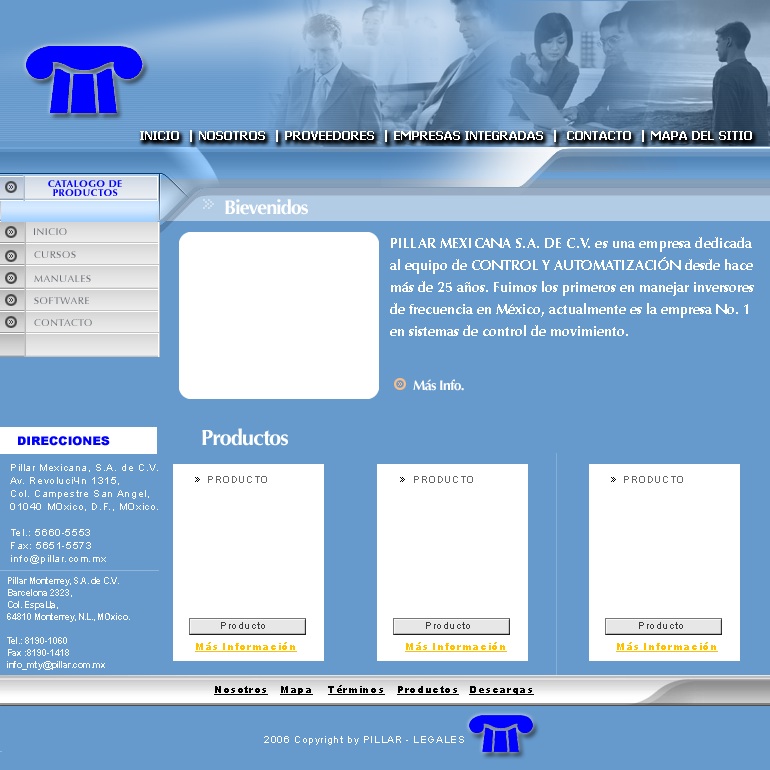 INICIO | NOSOTROS | PROVEEDORES | EMPRESAS INTEGRADAS | CONTACTO | MAPA DEL SITIO
CATALOGO DE
PRODUCTOS
INICIO
CURSOS
MANUALES
SOFTWARE
CONTACTO
Bievenidos
PILLAR MEXICANA S.A. DE C.V. es una empresa dedicada
al equipo de CONTROL Y AUTOMATIZACIÓN desde hace
más de 25 años. Fuimos los primeros en manejar inversores
de frecuencia en México, actualmente es la empresa No. 1
en sistemas de control de movimiento.
Más Info.
DIRECCIONES
Pillar Mexicana, S.A. de C.V.
Av. Revoluci¼n 1315,
Col. Campestre San Angel,
01040 MOxico, D.F., MOxico.
Tel.: 5660-5553
Fax: 5651-5573
info@pillar.com.mx
Pillar Monterrey, S.A. de C.V.
Barcelona 2323,
Col.
64810 Monterrey, N.L., MOxico.
Tel.: 8190-1060
Fax :8190-1418
info_mty@pillar.com.mx
Productos
PRODUCTO
Producto
Más Información
PRODUCTO
Producto
Más Información
PRODUCTO
Producto
Más Información
Nosotros Mapa Términos Productos Descargas
2006 Copyright by PILLAR - LEGALES